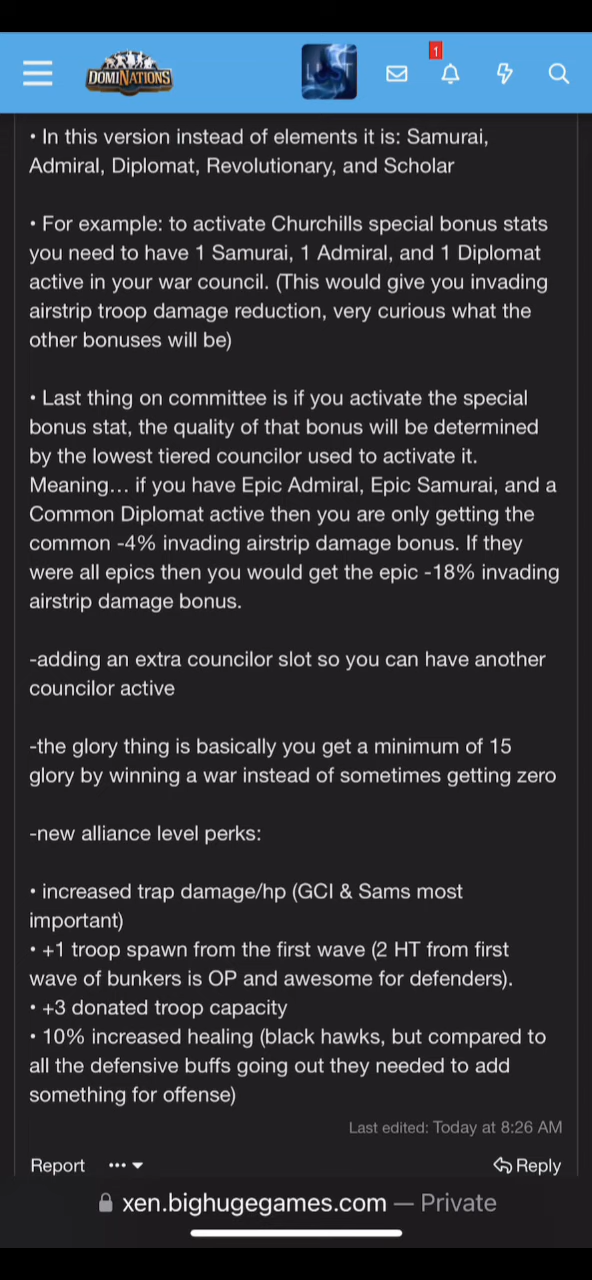 DOMINATIONS
1
• In this version instead of elements it is: Samurai,
Admiral, Diplomat, Revolutionary, and Scholar
• For example: to activate Churchills special bonus stats
you need to have 1 Samurai, 1 Admiral, and 1 Diplomat
active in your war council. (This would give you invading
airstrip troop damage reduction, very curious what the
other bonuses will be)
• Last thing on committee is if you activate the special
bonus stat, the quality of that bonus will be determined
by the lowest tiered councilor used to activate it.
Meaning... if you have Epic Admiral, Epic Samurai, and a
Common Diplomat active then you are only getting the
common -4% invading airstrip damage bonus. If they
were all epics then you would get the epic -18% invading
airstrip damage bonus.
-adding an extra councilor slot so you can have another
councilor active
-the glory thing is basically you get a minimum of 15
glory by winning a war instead of sometimes getting zero
-new alliance level perks:
• increased trap damage/hp (GCI & Sams most
important)
• +1 troop spawn from the first wave (2 HT from first
wave of bunkers is OP and awesome for defenders).
• +3 donated troop capacity
• 10% increased healing (black hawks, but compared to
all the defensive buffs going out they needed to add
something for offense)
Last edited: Today at 8:26 AM
Report ••• Reply
xen.bighugegames.com — Private